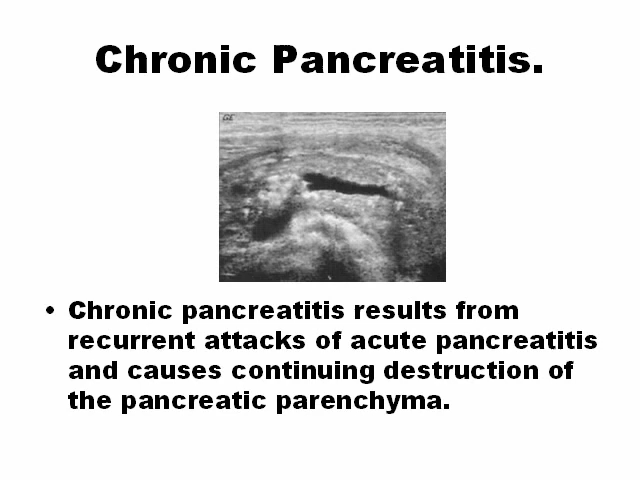 Chronic Pancreatitis.
GE
• Chronic pancreatitis results from
recurrent attacks of acute pancreatitis
and causes continuing destruction of
the pancreatic parenchyma.